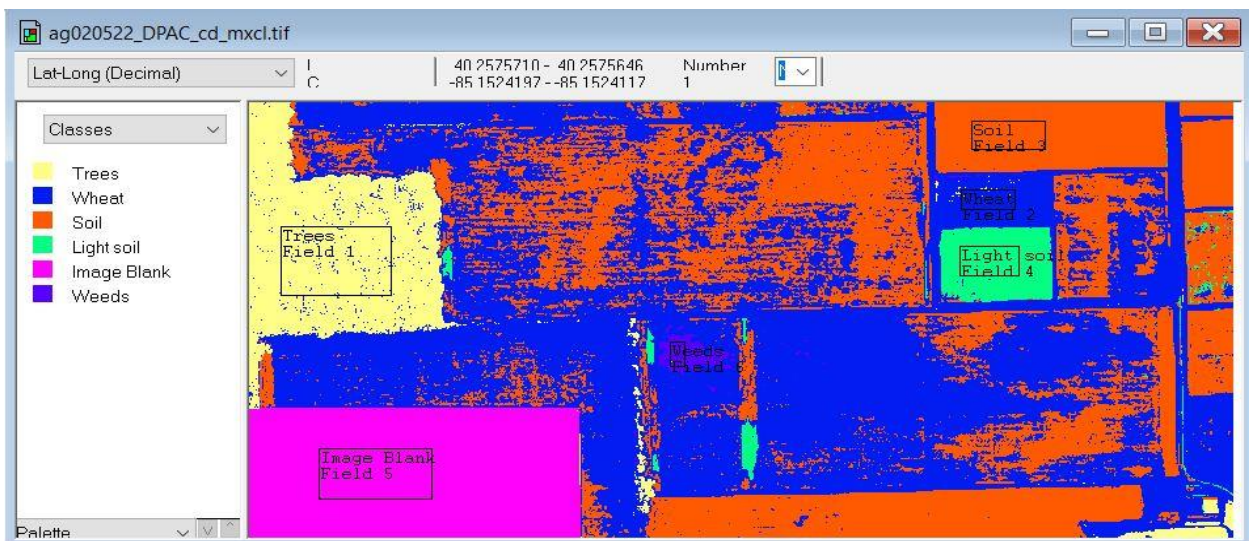 ag020522_DPAC_cd_mxcl.tif
Lat-Long (Decimal)
40.2575710 - 40.2575646
-85.1524197 - -85.1524117
Number
1
Classes
Trees
Wheat
Soil
Light soil
Image Blank
Weeds
Palette
Soil
Field 3
Wheat
Field 2
Trees
Field 1
Light soil
Field 4
Weeds
Field 6
Image Blank
Field 5